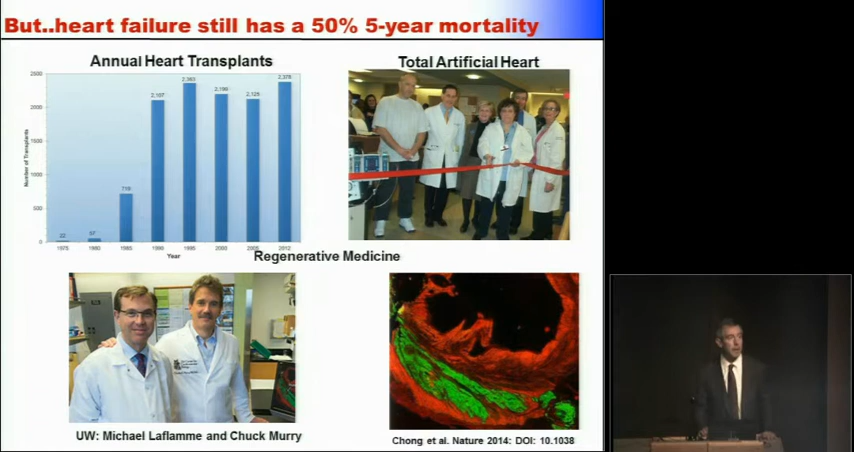 But..heart failure still has a 50% 5-year mortality
Annual Heart Transplants
Total Artificial Heart
Number of Transplants
2500
2000
1500
1000
500
0
22
57
719
2,107
2,363
2,199
2,125
2,378
1975
1980
1985
1990
1995
2000
2005
2012
Year
Regenerative Medicine
UW: Michael Laflamme and Chuck Murry
Chong et al. Nature 2014: DOI: 10.1038